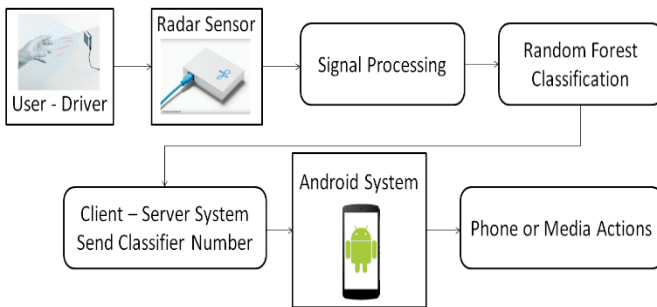 User - Driver
Radar Sensor
Signal Processing
Random Forest
Classification
Client – Server System
Send Classifier Number
Android System
Phone or Media Actions